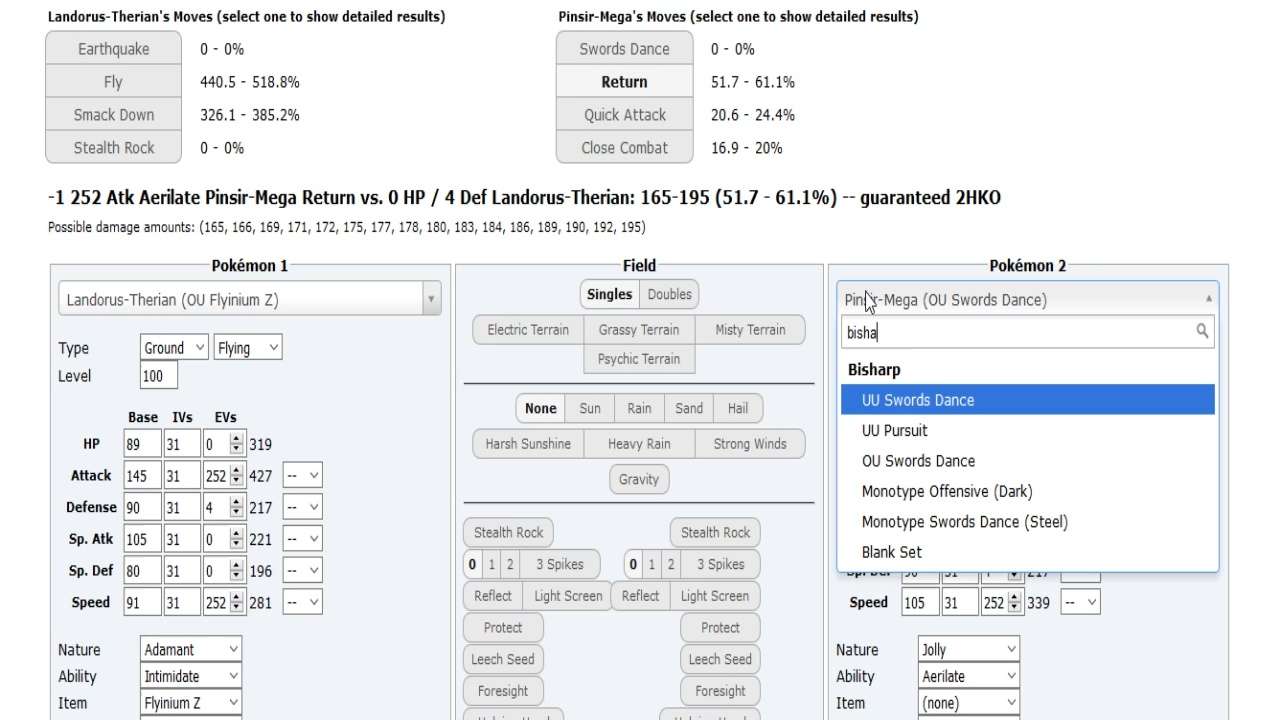 Landorus-Therian's Moves (select one to show detailed results)
Pinsir-Mega's Moves (select one to show detailed results)
Earthquake 0 - 0%
Swords Dance 0 - 0%
Fly 440.5 - 518.8%
Return 51.7 - 61.1%
Smack Down 326.1 - 385.2%
Quick Attack 20.6 - 24.4%
Stealth Rock 0 - 0%
Close Combat 16.9 - 20%
-1 252 Atk Aerilate Pinsir-Mega Return vs. 0 HP / 4 Def Landorus-Therian: 165-195 (51.7 - 61.1%) -- guaranteed 2HKO
Possible damage amounts: (165, 166, 169, 171, 172, 175, 177, 178, 180, 183, 184, 186, 189, 190, 192, 195)
Pokémon 1
Landorus-Therian (OU Flyinium Z)
Type Ground Flying
Level 100
Base IVs EVs
HP 89 31 0 319
Attack 145 31 252 427 --
Defense 90 31 4 217 --
Sp. Atk 105 31 0 221 --
Sp. Def 80 31 0 196 --
Speed 91 31 252 281 --
Nature Adamant
Ability Intimidate
Item Flyinium Z
Field
Singles Doubles
Electric Terrain Grassy Terrain Misty Terrain
Psychic Terrain
None Sun Rain Sand Hail
Harsh Sunshine Heavy Rain Strong Winds
Gravity
Stealth Rock Stealth Rock
0 1 2 3 Spikes 0 1 2 3 Spikes
Reflect Light Screen Reflect Light Screen
Protect Protect
Leech Seed Leech Seed
Foresight Foresight
Pokémon 2
Pinsir-Mega (OU Swords Dance)
bisha
Bisharp
UU Swords Dance
UU Pursuit
OU Swords Dance
Monotype Offensive (Dark)
Monotype Swords Dance (Steel)
Blank Set
Speed 105 31 252 339 --
Nature Jolly
Ability Aerilate
Item (none)